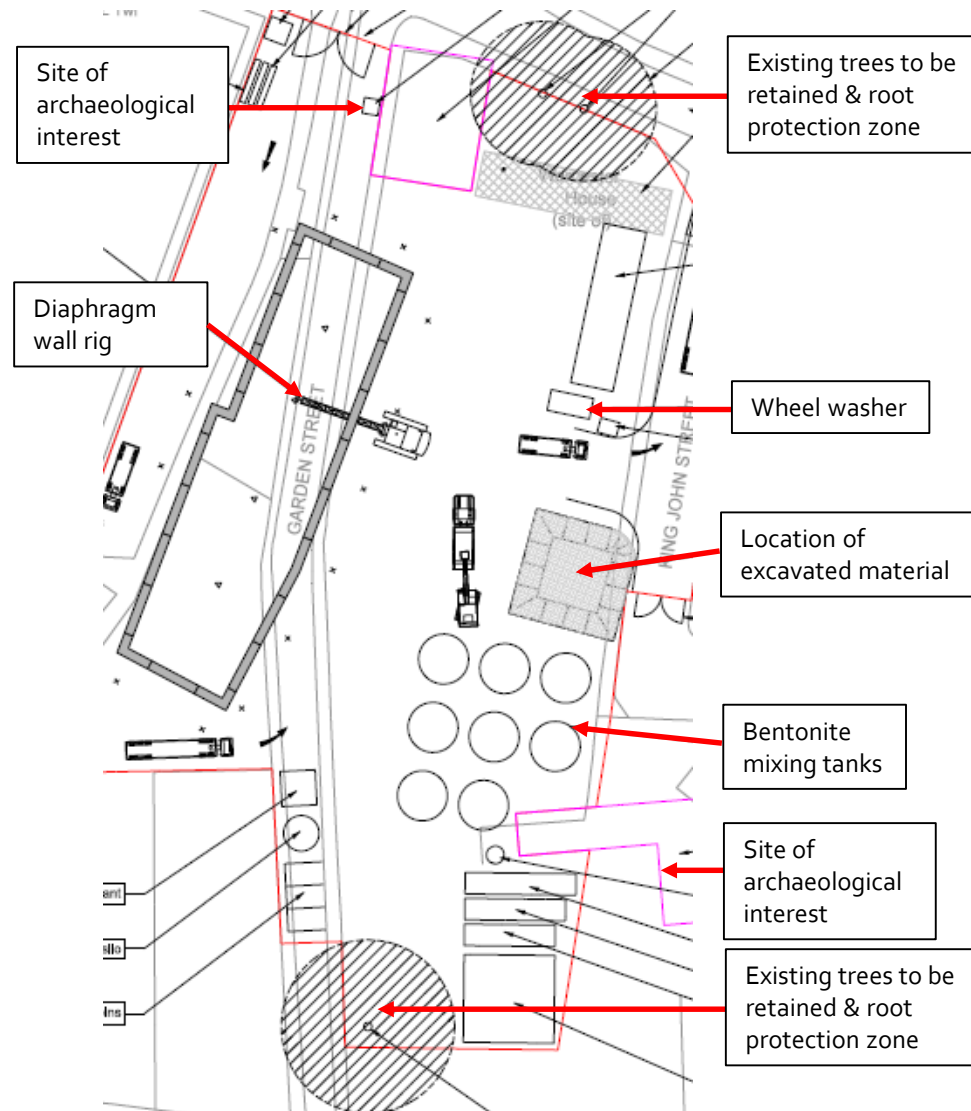 Site of
archaeological
interest
Existing trees to be
retained & root
protection zone
House
Diaphragm
wall rig
GARDEN STREET
KING JOHN STREET
Wheel washer
Location of
excavated material
Bentonite
mixing tanks
Site of
archaeological
interest
Existing trees to be
retained & root
protection zone